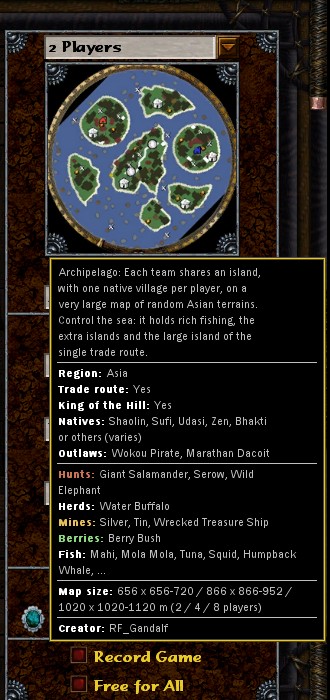 2 Players
Archipelago: Each team shares an island,
with one native village per player, on a
very large map of random Asian terrains.
Control the sea: it holds rich fishing, the
extra islands and the large island of the
single trade route.
Region: Asia
Trade route: Yes
King of the Hill: Yes
Natives: Shaolin, Sufi, Udasi, Zen, Bhakti
or others (varies)
Outlaws: Wokou Pirate, Marathan Dacoit
Hunts: Giant Salamander, Serow, Wild
Elephant
Herds: Water Buffalo
Mines: Silver, Tin, Wrecked Treasure Ship
Berries: Berry Bush
Fish: Mahi, Mola Mola, Tuna, Squid, Humpback
Whale, ...
Map size: 656 x 656-720 / 866 x 866-952 /
1020 x 1020-1120 m (2 / 4 / 8 players)
Creator: RF_Gandalf
Record Game
Free for All